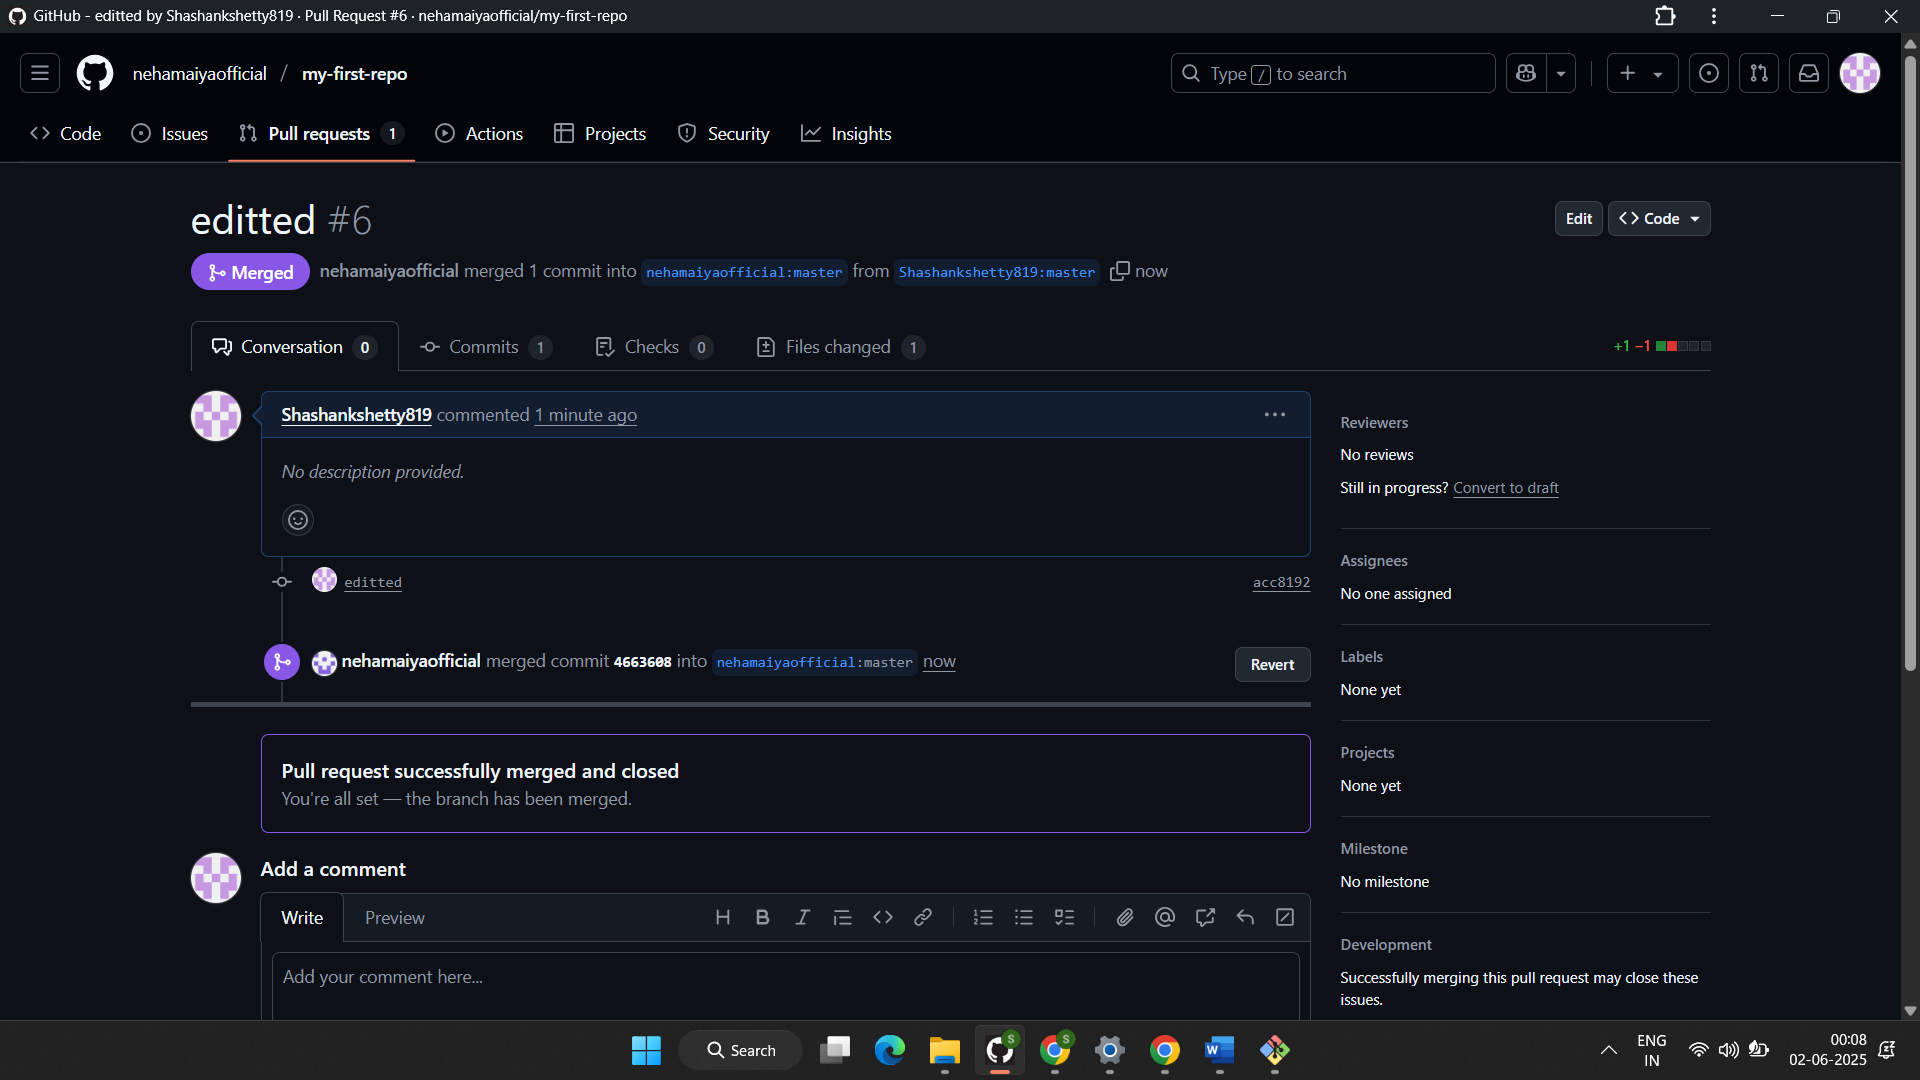 GitHub - editted by Shashankshetty819 · Pull Request #6 · nehamaiyaofficial/my-first-repo
nehamaiyaofficial / my-first-repo
Type / to search
Code
Issues
Pull requests 1
Actions
Projects
Security
Insights
editted #6
Edit
Code
Merged
nehamaiyaofficial merged 1 commit into nehamaiyaofficial:master from Shashankshetty819:master now
Conversation 0
Commits 1
Checks 0
Files changed 1
+1 −1
Shashankshetty819 commented 1 minute ago
No description provided.
editted
acc8192
nehamaiyaofficial merged commit 4663608 into nehamaiyaofficial:master now
Revert
Pull request successfully merged and closed
You're all set — the branch has been merged.
Add a comment
Write
Preview
Add your comment here...
Reviewers
No reviews
Still in progress? Convert to draft
Assignees
No one assigned
Labels
None yet
Projects
None yet
Milestone
No milestone
Development
Successfully merging this pull request may close these
issues.
Search
S
S
W
ENG
IN
00:08
02-06-2025